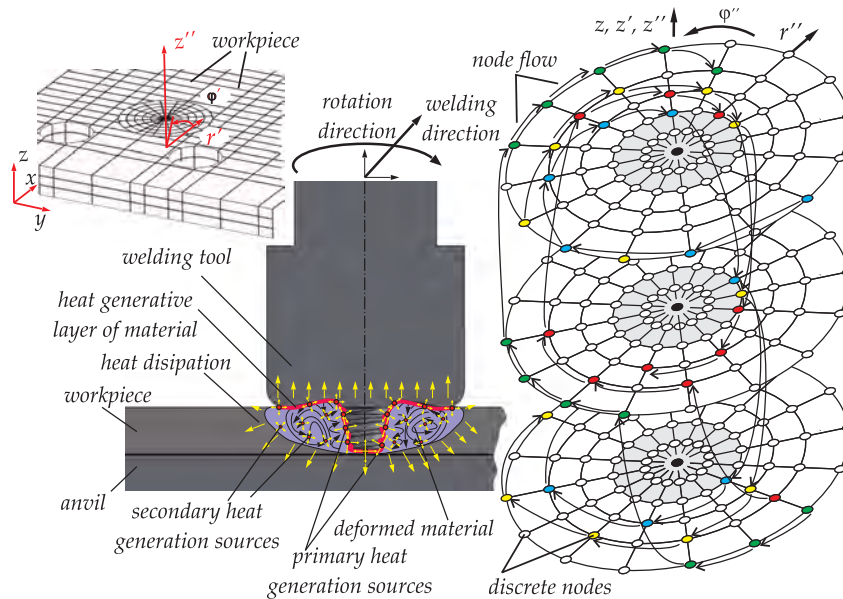 z''
workpiece
φ'
r'
z
x
y
rotation
direction
welding
direction
welding tool
heat generative
layer of material
heat disipation
workpiece
anvil
secondary heat
generation sources
primary heat
generation sources
deformed material
z, z', z''
φ''
r''
node flow
discrete nodes